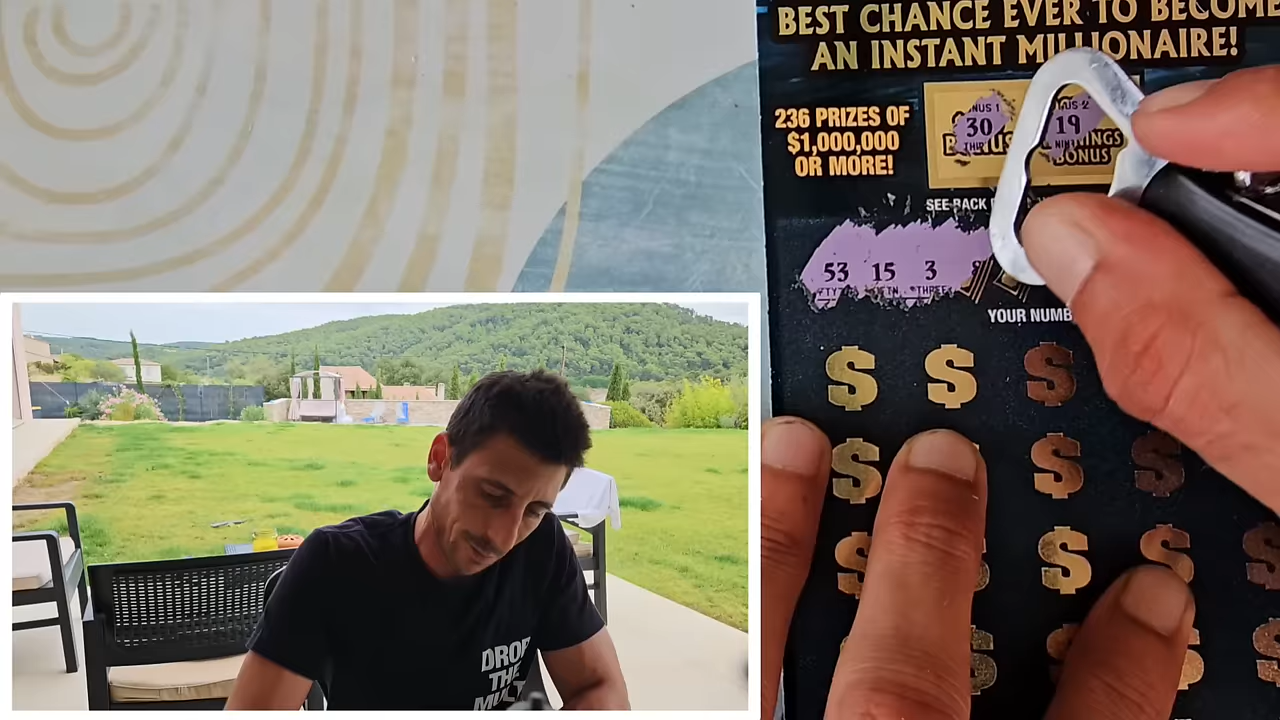 BEST CHANCE EVER TO BECOME
AN INSTANT MILLIONAIRE!
236 PRIZES OF
$1,000,000
OR MORE!
30
19
BONUS
SEE BACK
53 15 3
THREE
YOUR
$ $ $
$ $ $
$ $ $
DROP
THE